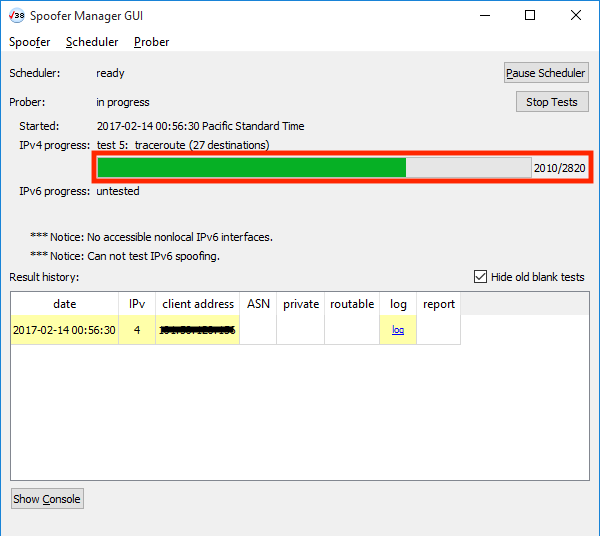 38 Spoofer Manager GUI
Spoofer Scheduler Prober
Scheduler: ready Pause Scheduler
Prober: in progress Stop Tests
Started: 2017-02-14 00:56:30 Pacific Standard Time
IPv4 progress: test 5: traceroute (27 destinations)
2010/2820
IPv6 progress: untested
*** Notice: No accessible nonlocal IPv6 interfaces.
*** Notice: Can not test IPv6 spoofing.
Result history: Hide old blank tests
date IPv client address ASN private routable log report
2017-02-14 00:56:30 4 log
Show Console